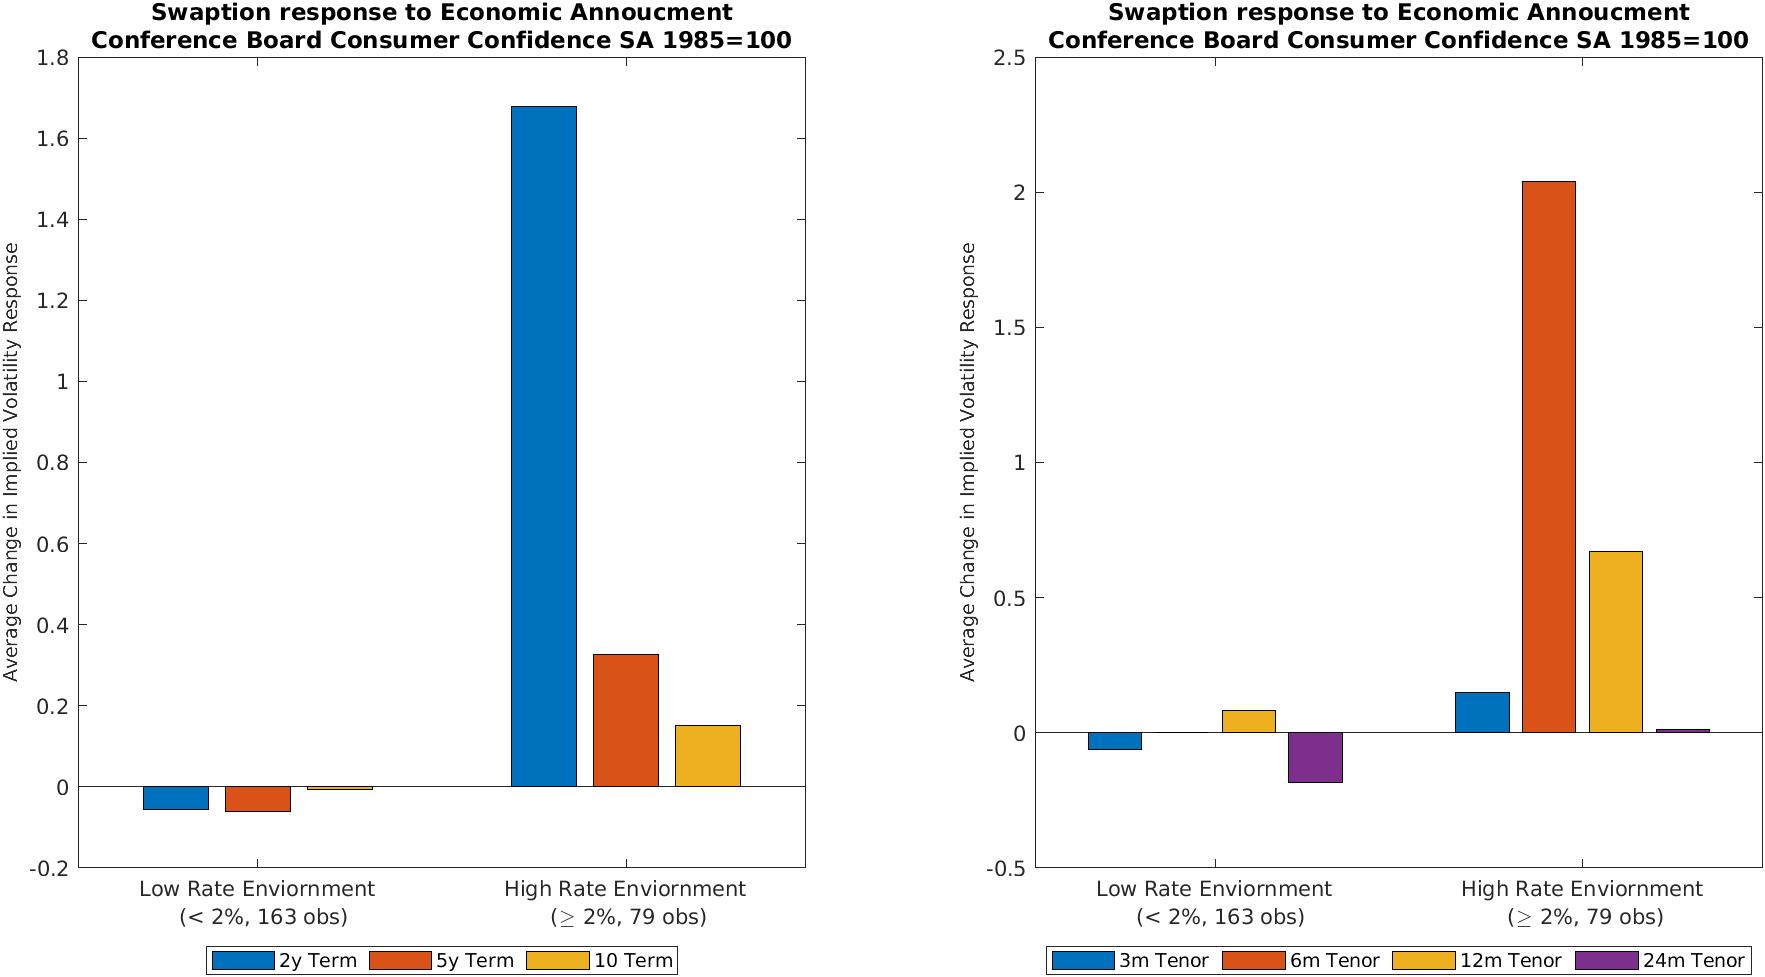 Swaption response to Economic Annoucment
Conference Board Consumer Confidence SA 1985=100
Average Change in Implied Volatility Response
1.8
1.6
1.4
1.2
1
0.8
0.6
0.4
0.2
0
-0.2
Low Rate Enviornment
(< 2%, 163 obs)
High Rate Enviornment
(≥ 2%, 79 obs)
2y Term 5y Term 10 Term
Swaption response to Economic Annoucment
Conference Board Consumer Confidence SA 1985=100
Average Change in Implied Volatility Response
2.5
2
1.5
1
0.5
0
-0.5
Low Rate Enviornment
(< 2%, 163 obs)
High Rate Enviornment
(≥ 2%, 79 obs)
3m Tenor 6m Tenor 12m Tenor 24m Tenor